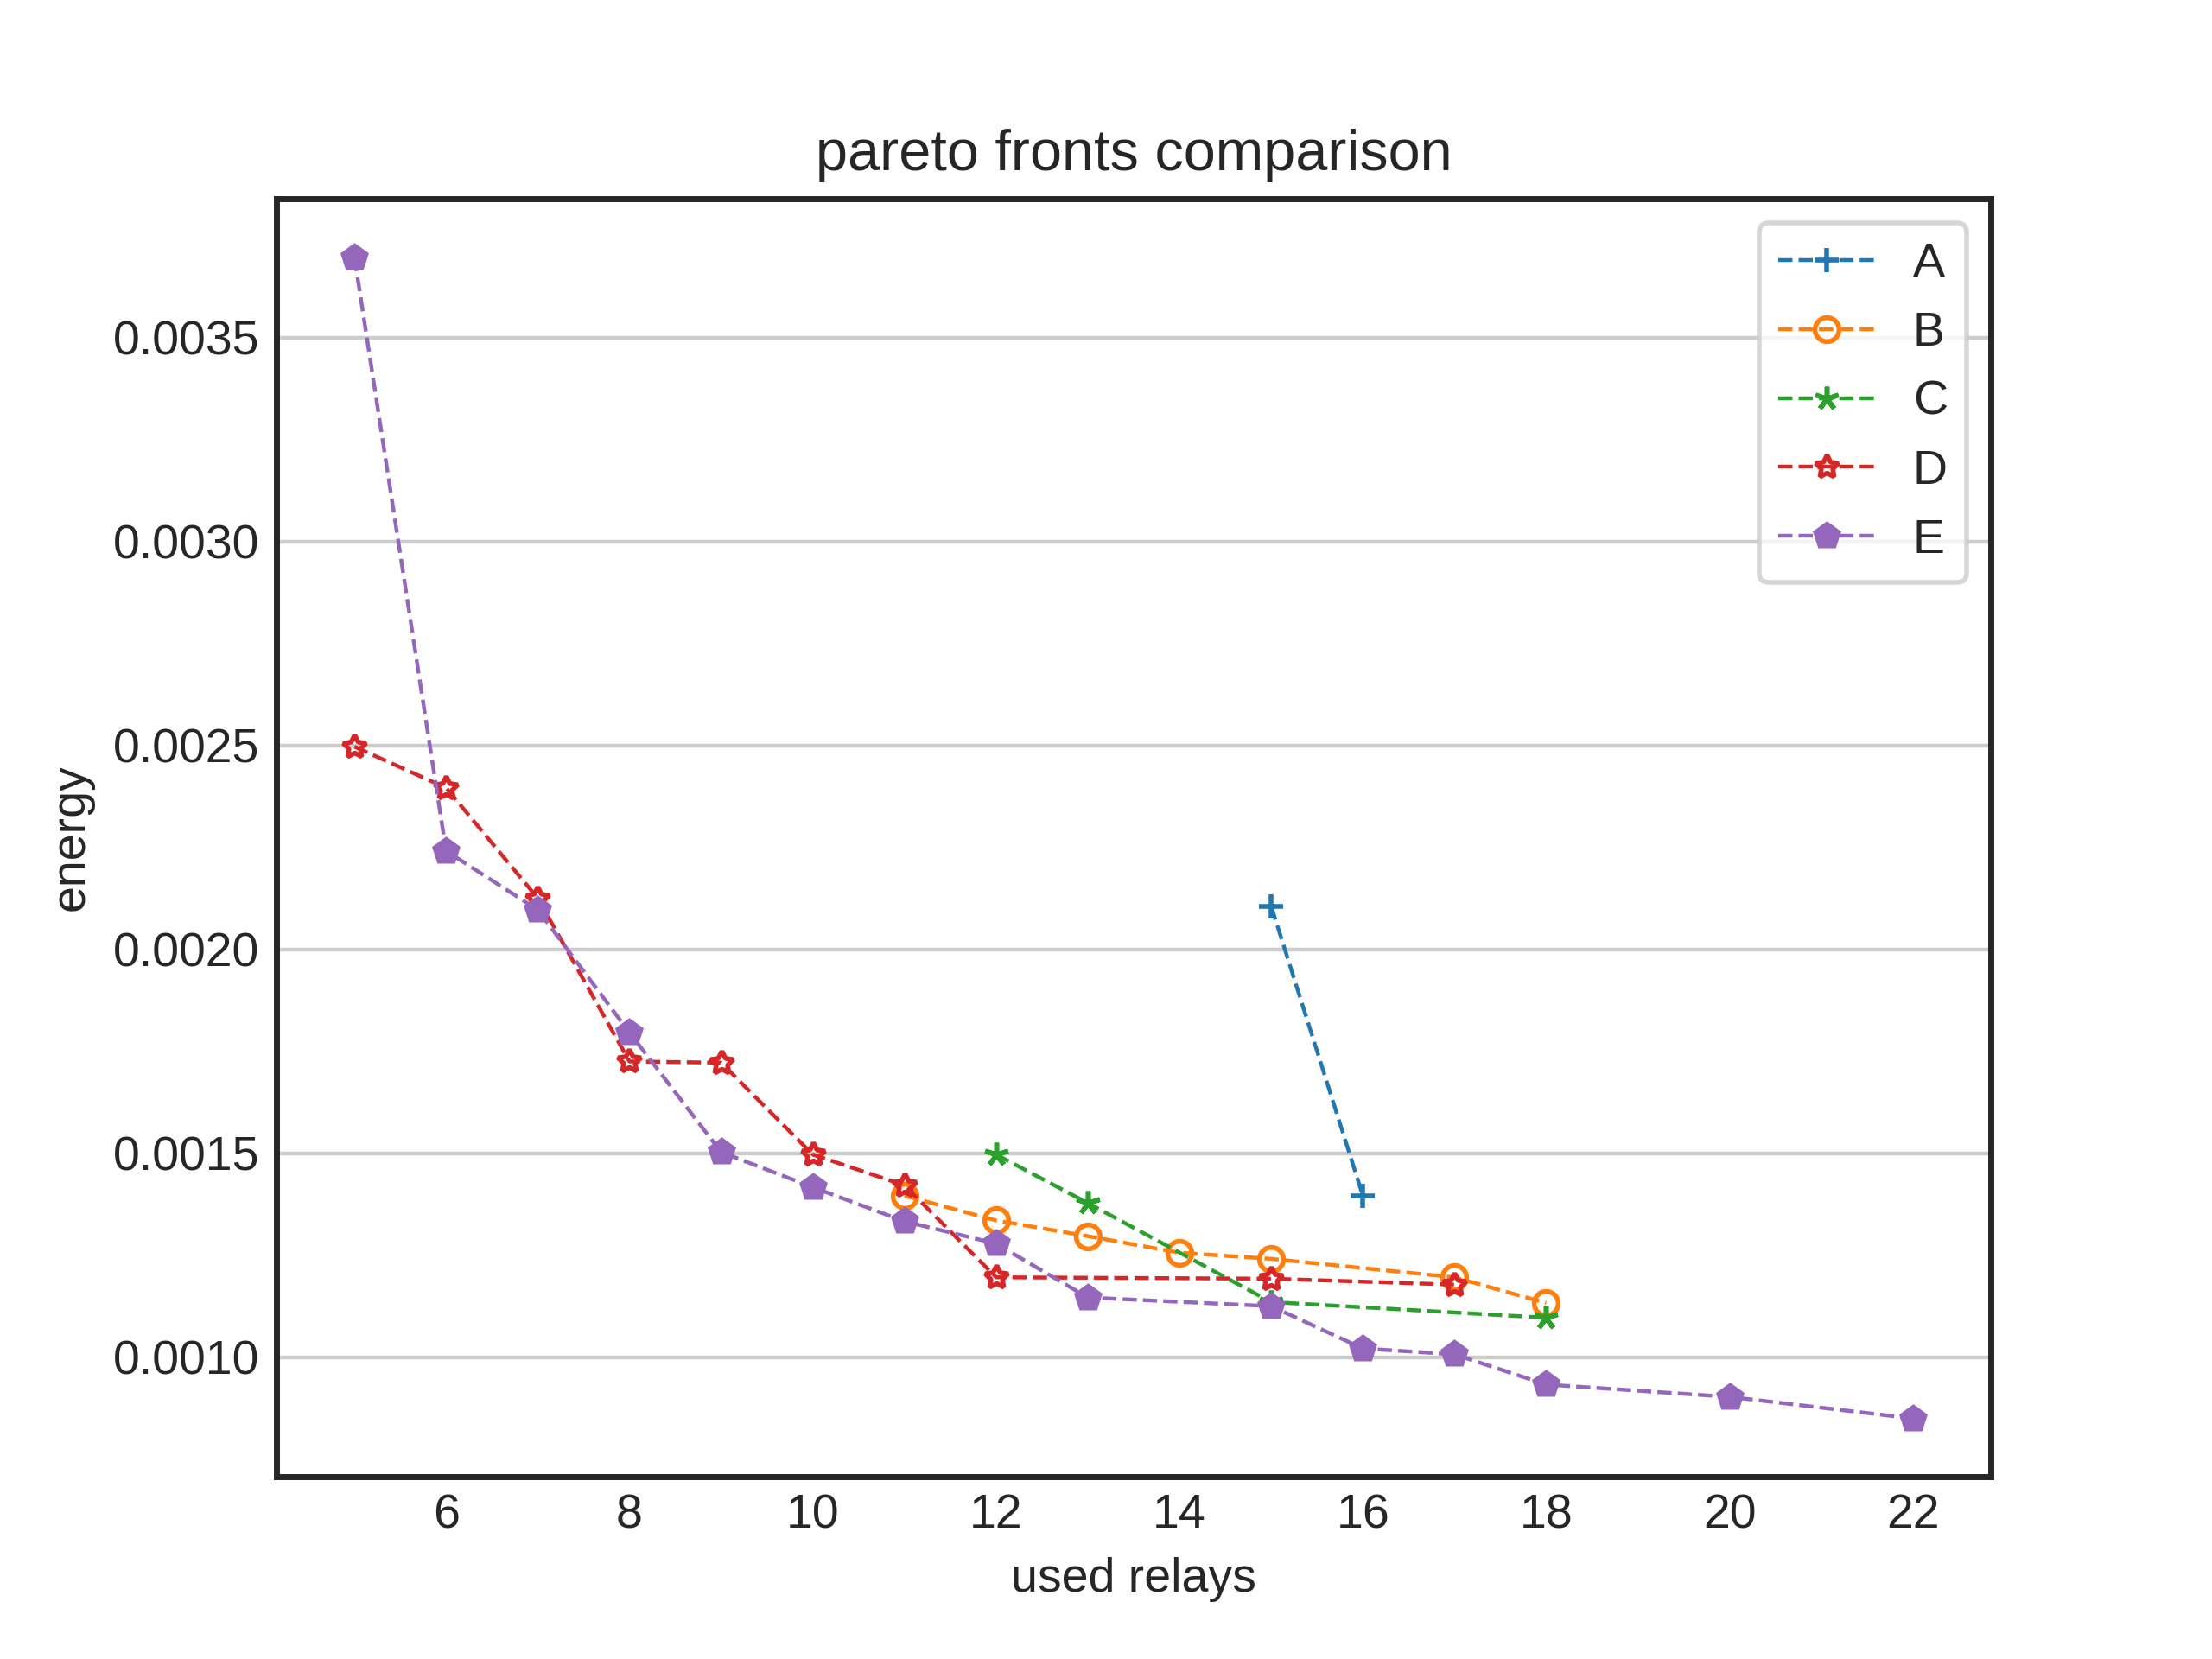 pareto fronts comparison
A
B
C
D
E
0.0035
0.0030
0.0025
0.0020
0.0015
0.0010
energy
6 8 10 12 14 16 18 20 22
used relays